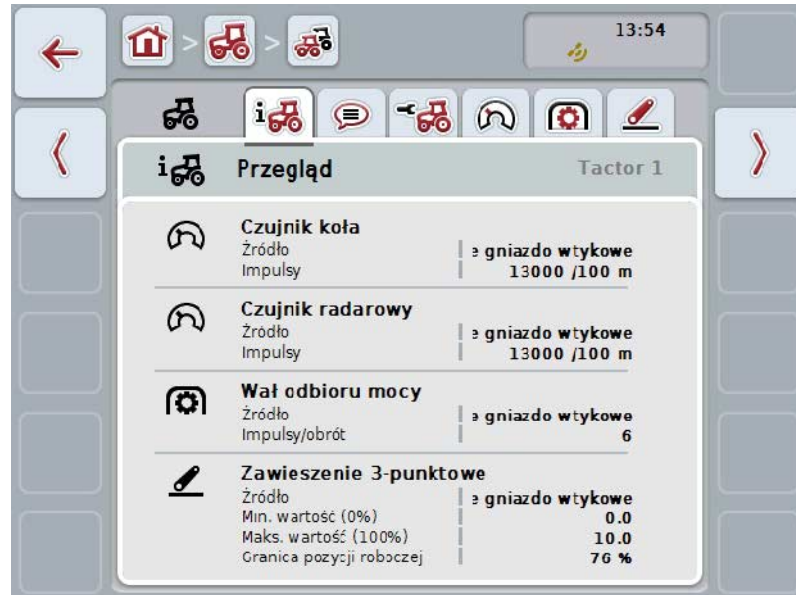 13:54
Przegląd Tactor 1
Czujnik koła
Źródło e gniazdo wtykowe
Impulsy 13000 /100 m
Czujnik radarowy
Źródło e gniazdo wtykowe
Impulsy 13000 /100 m
Wał odbioru mocy
Źródło e gniazdo wtykowe
Impulsy/obrót 6
Zawieszenie 3-punktowe
Źródło e gniazdo wtykowe
Min. wartość (0%) 0.0
Maks. wartość (100%) 10.0
Granica pozycji roboczej 76 %